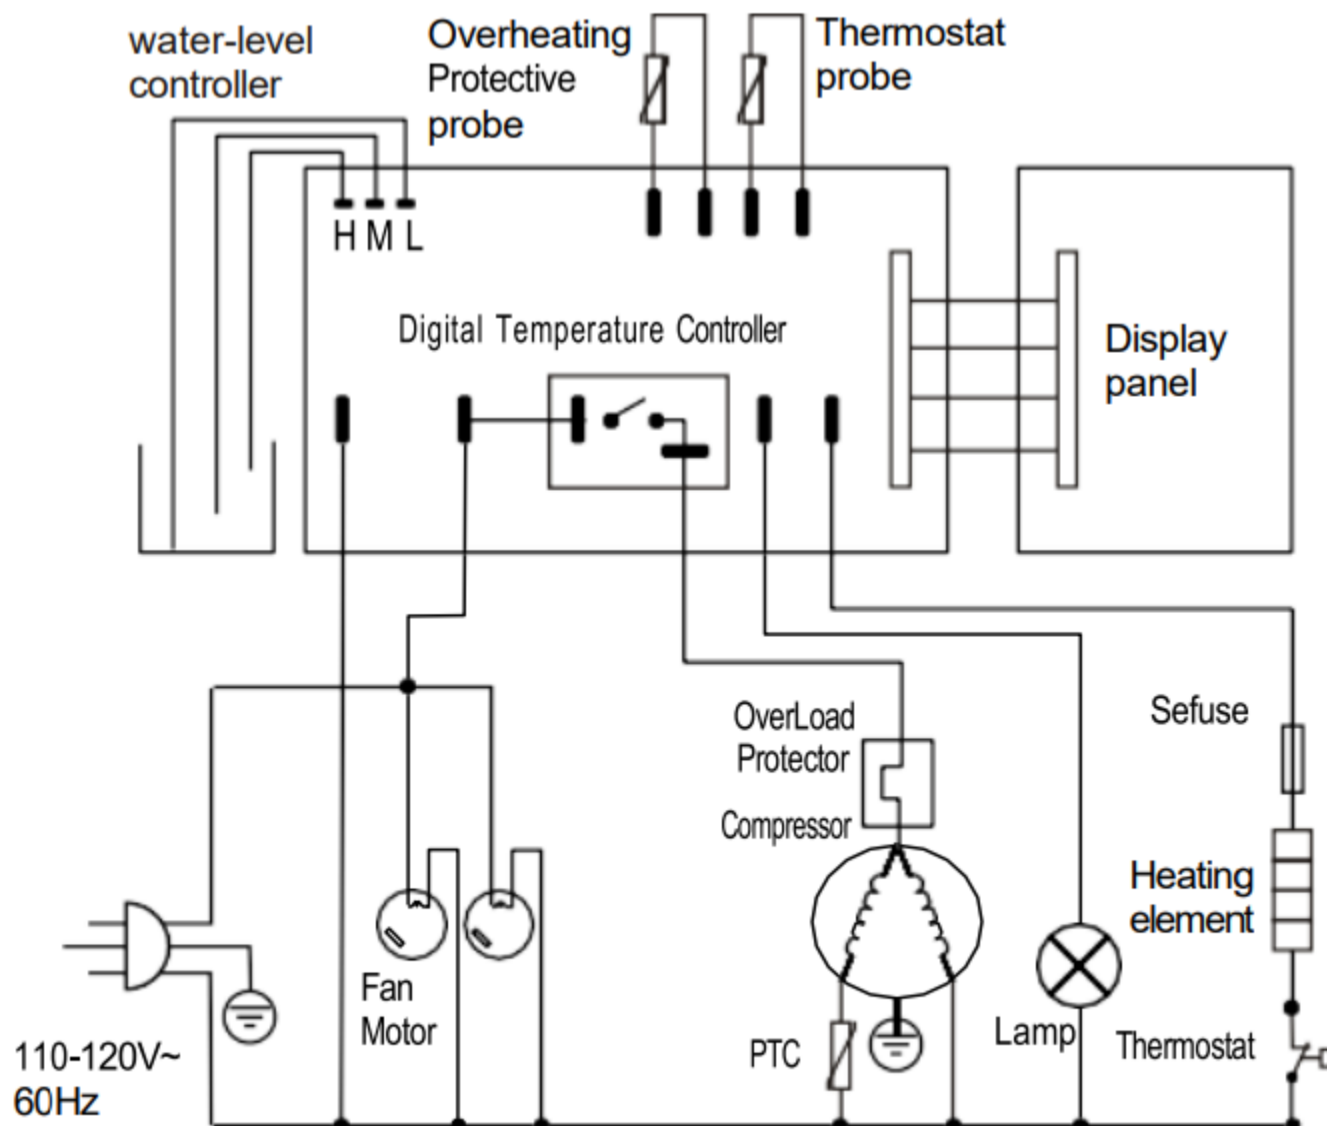 water-level
controller
Overheating
Protective
probe
Thermostat
probe
H M L
Digital Temperature Controller
Display
panel
OverLoad
Protector
Compressor
Sefuse
Heating
element
Fan
Motor
PTC
Lamp
Thermostat
110-120V~
60Hz